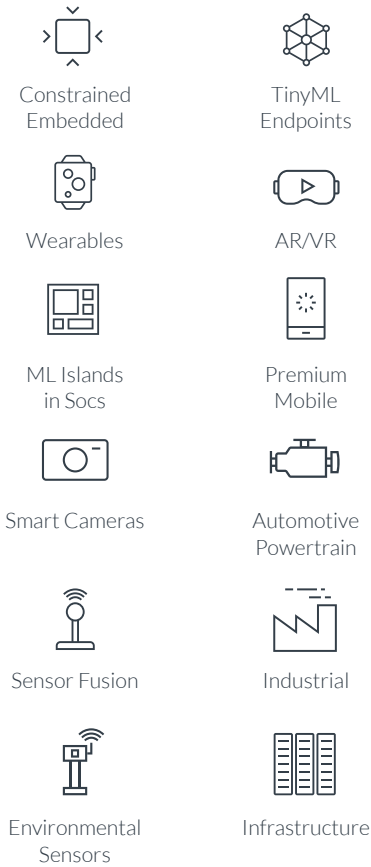 Constrained
Embedded
TinyML
Endpoints
Wearables
AR/VR
ML Islands
in Socs
Premium
Mobile
Smart Cameras
Automotive
Powertrain
Sensor Fusion
Industrial
Environmental
Sensors
Infrastructure